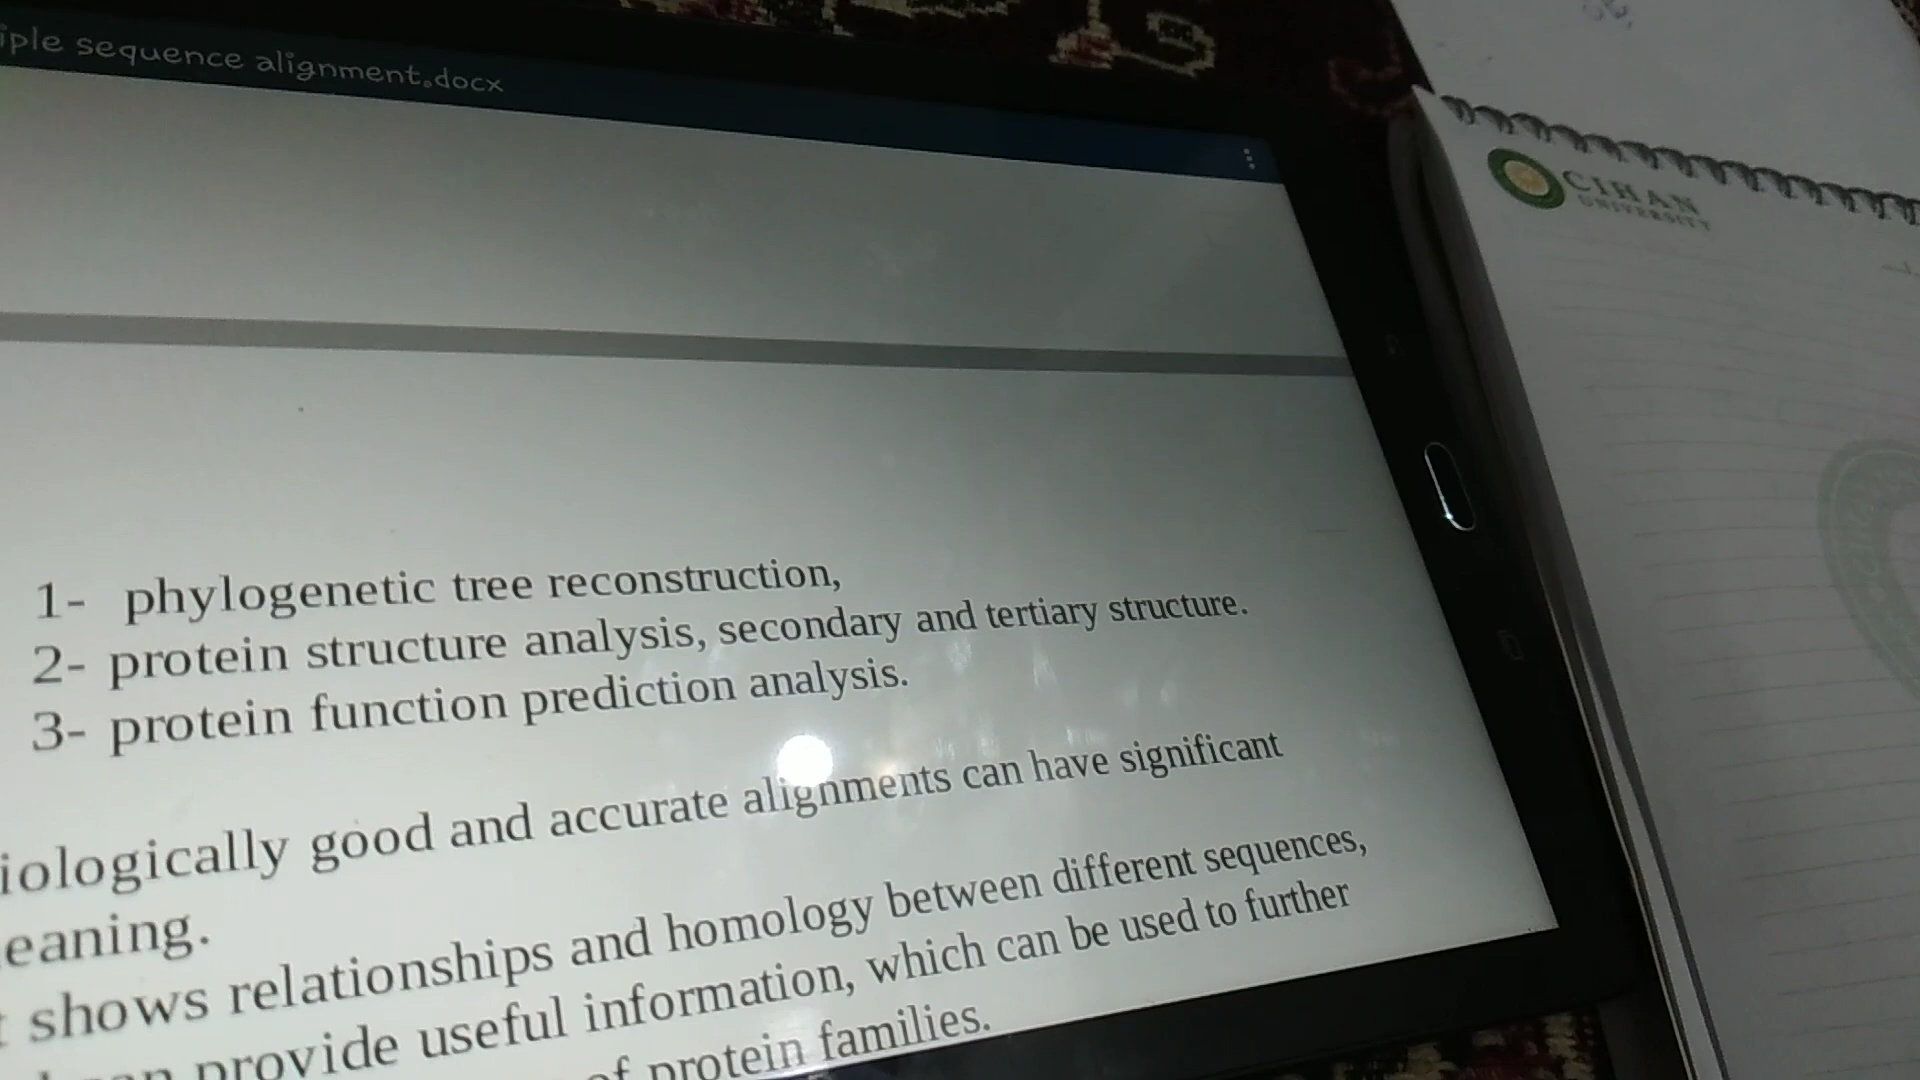 iple sequence alignment.docx
CIHAN
UNIVERSITY
1- phylogenetic tree reconstruction,
2- protein structure analysis, secondary and tertiary structure.
3- protein function prediction analysis.
iologically good and accurate alignments can have significant
eaning.
t shows relationships and homology between different sequences,
provide useful information, which can be used to further
of protein families.